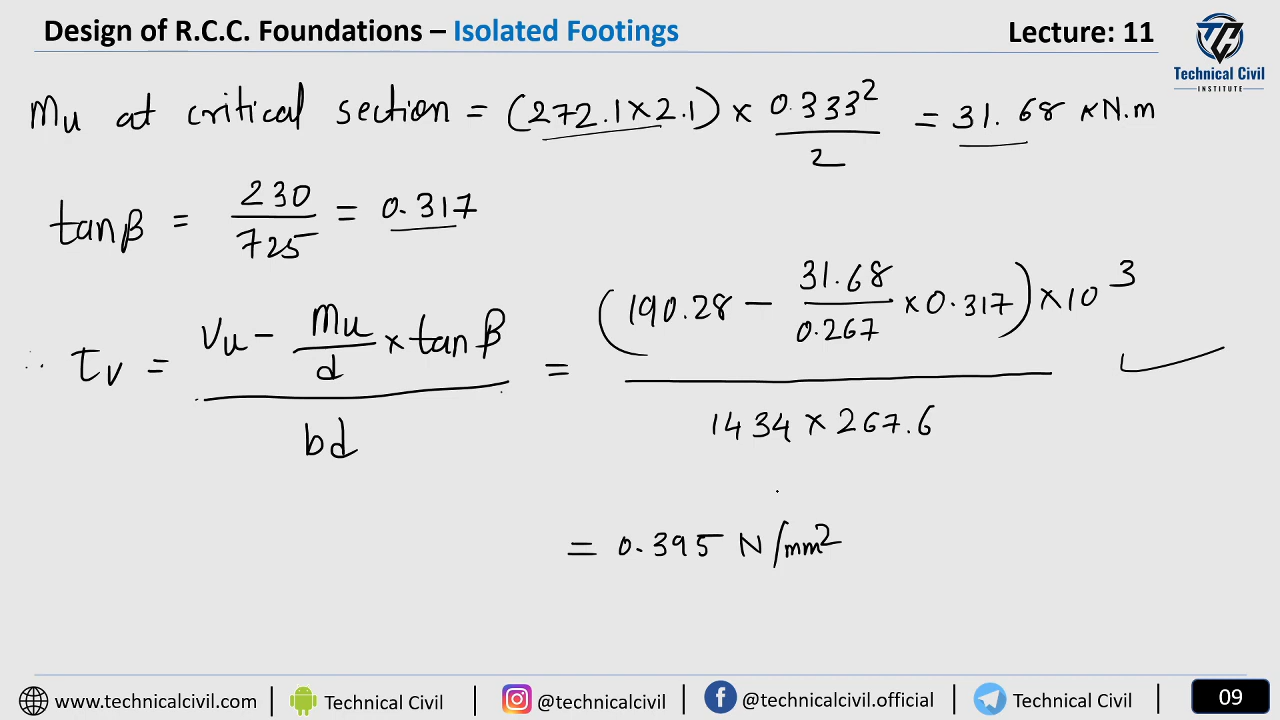 Design of R.C.C. Foundations – Isolated Footings
Lecture: 11
Technical Civil
INSTITUTE
Mu at critical section = (272.1×2.1) × 0.333²/2 = 31.68 kN.m
tanβ = 230/725 = 0.317
∴ τv = (Vu − Mu/d × tanβ)/bd = (190.28 − 31.68/0.267 × 0.317)×10³/1434×267.6
= 0.395 N/mm²
www.technicalcivil.com | Technical Civil | @technicalcivil | @technicalcivil.official | Technical Civil | 09